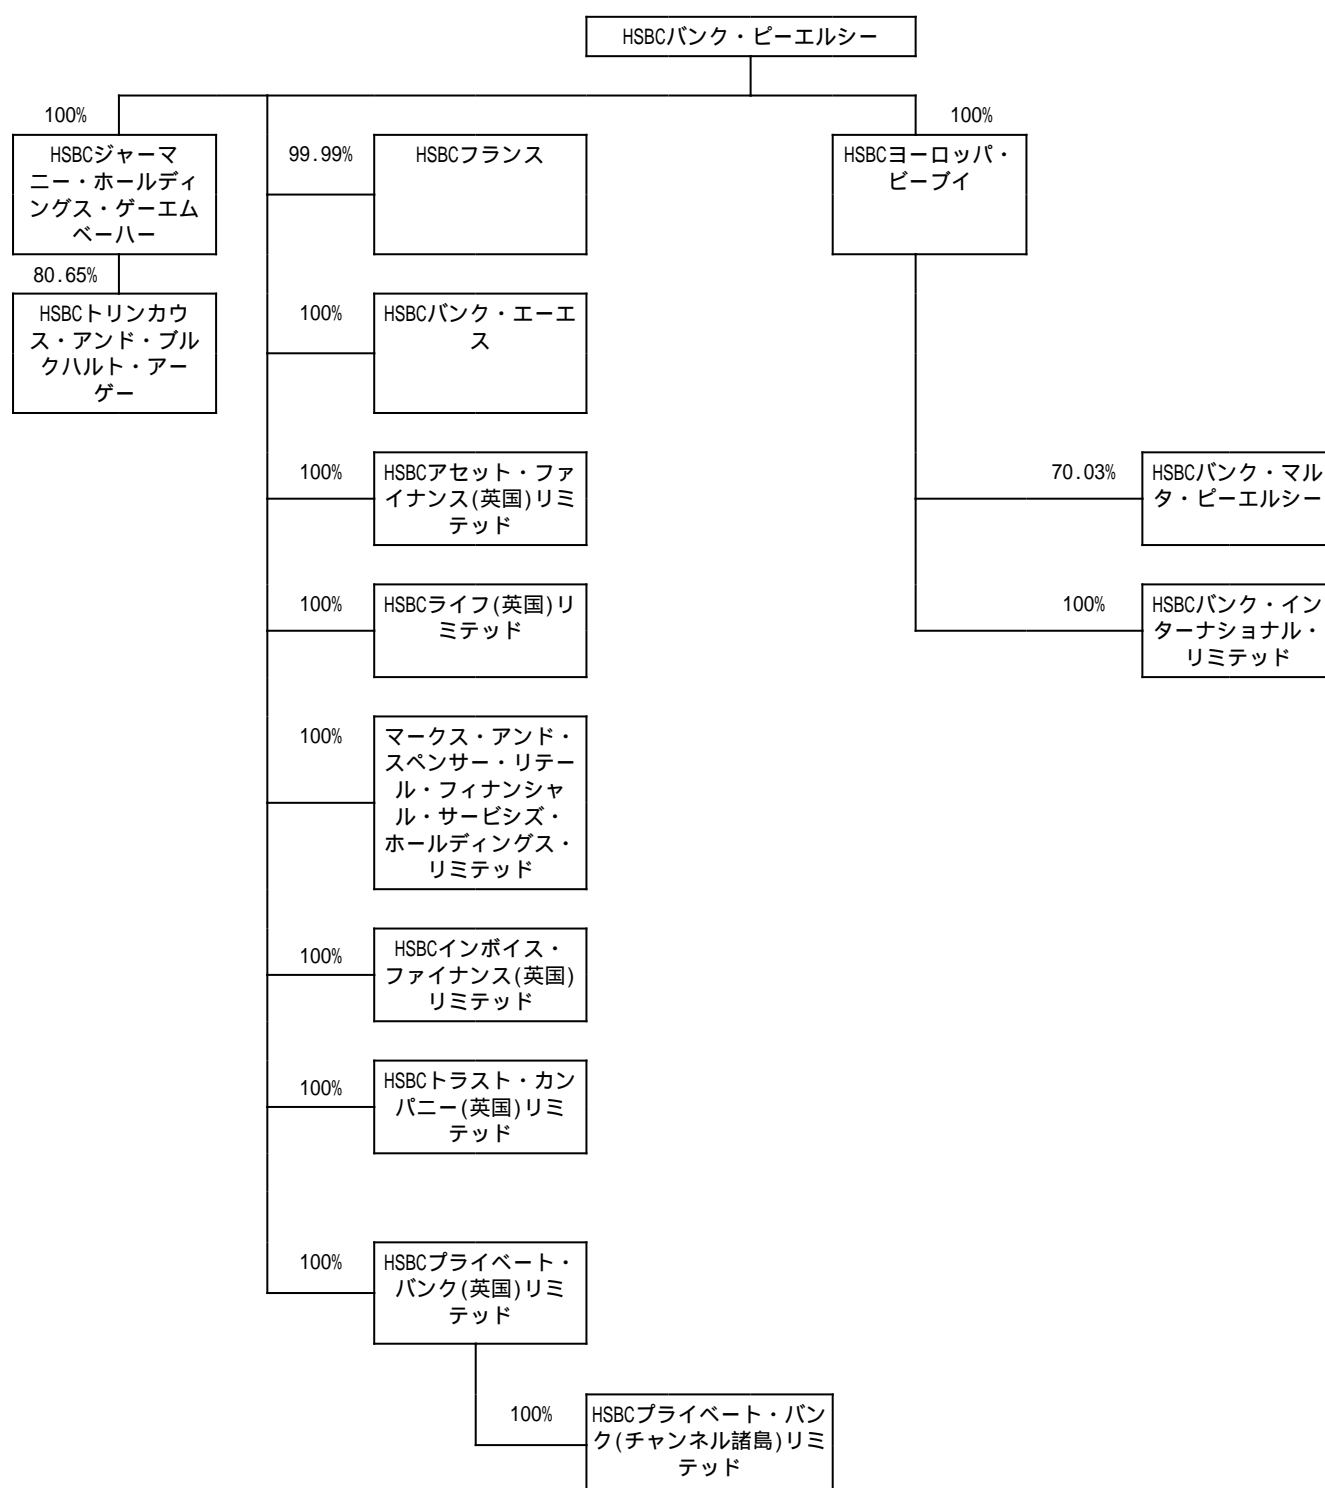 HSBCバンク・ピーエルシー
100%
HSBCジャーマ
ニー・ホールディ
ングス・ゲーエム
ベーハー
80.65%
HSBCトリンカウ
ス・アンド・ブル
クハルト・アー
ゲー
99.99%
HSBCフランス
100%
HSBCバンク・エーエ
ス
100%
HSBCアセット・ファ
イナンス(英国)リミ
テッド
100%
HSBCライフ(英国)リ
ミテッド
100%
マークス・アンド・
スペンサー・リテー
ル・フィナンシャ
ル・サービシズ・
ホールディングス・
リミテッド
100%
HSBCインボイス・
ファイナンス(英国)
リミテッド
100%
HSBCトラスト・カン
パニー(英国)リミ
テッド
100%
HSBCプライベート・
バンク(英国)リミ
テッド
100%
HSBCプライベート・バン
ク(チャンネル諸島)リミ
テッド
100%
HSBCヨーロッパ・
ビーブイ
70.03%
HSBCバンク・マル
タ・ピーエルシー
100%
HSBCバンク・イン
ターナショナル・
リミテッド